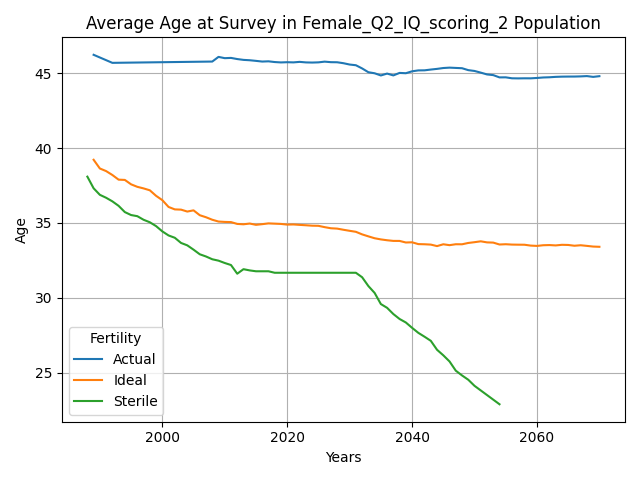 Average Age at Survey in Female_Q2_IQ_scoring_2 Population
45
40
35
30
25
Age
Fertility
Actual
Ideal
Sterile
2000
2020
2040
2060
Years